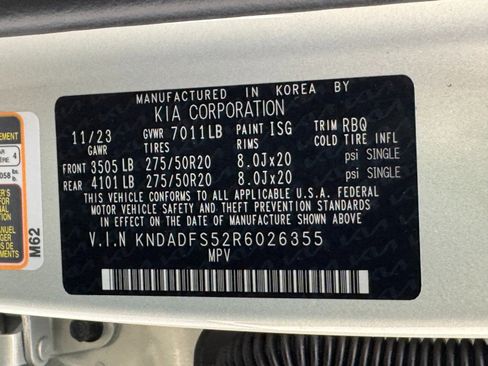 MANUFACTURED IN KOREA BY
KIA CORPORATION
11/23 GVWR 7011LB PAINT ISG TRIM RBQ
GAWR TIRES RIMS COLD TIRE INFL
FRONT 3505 LB 275/50R20 8.0Jx20 psi SINGLE
REAR 4101 LB 275/50R20 8.0Jx20 psi SINGLE
THIS VEHICLE CONFORMS TO ALL APPLICABLE U.S.A. FEDERAL
MOTOR VEHICLE SAFETY AND THEFT PREVENTION STANDARDS
IN EFFECT ON THE DATE OF MANUFACTURE SHOWN ABOVE.
V.I.N KNDADFS52R6026355
MPV
M62